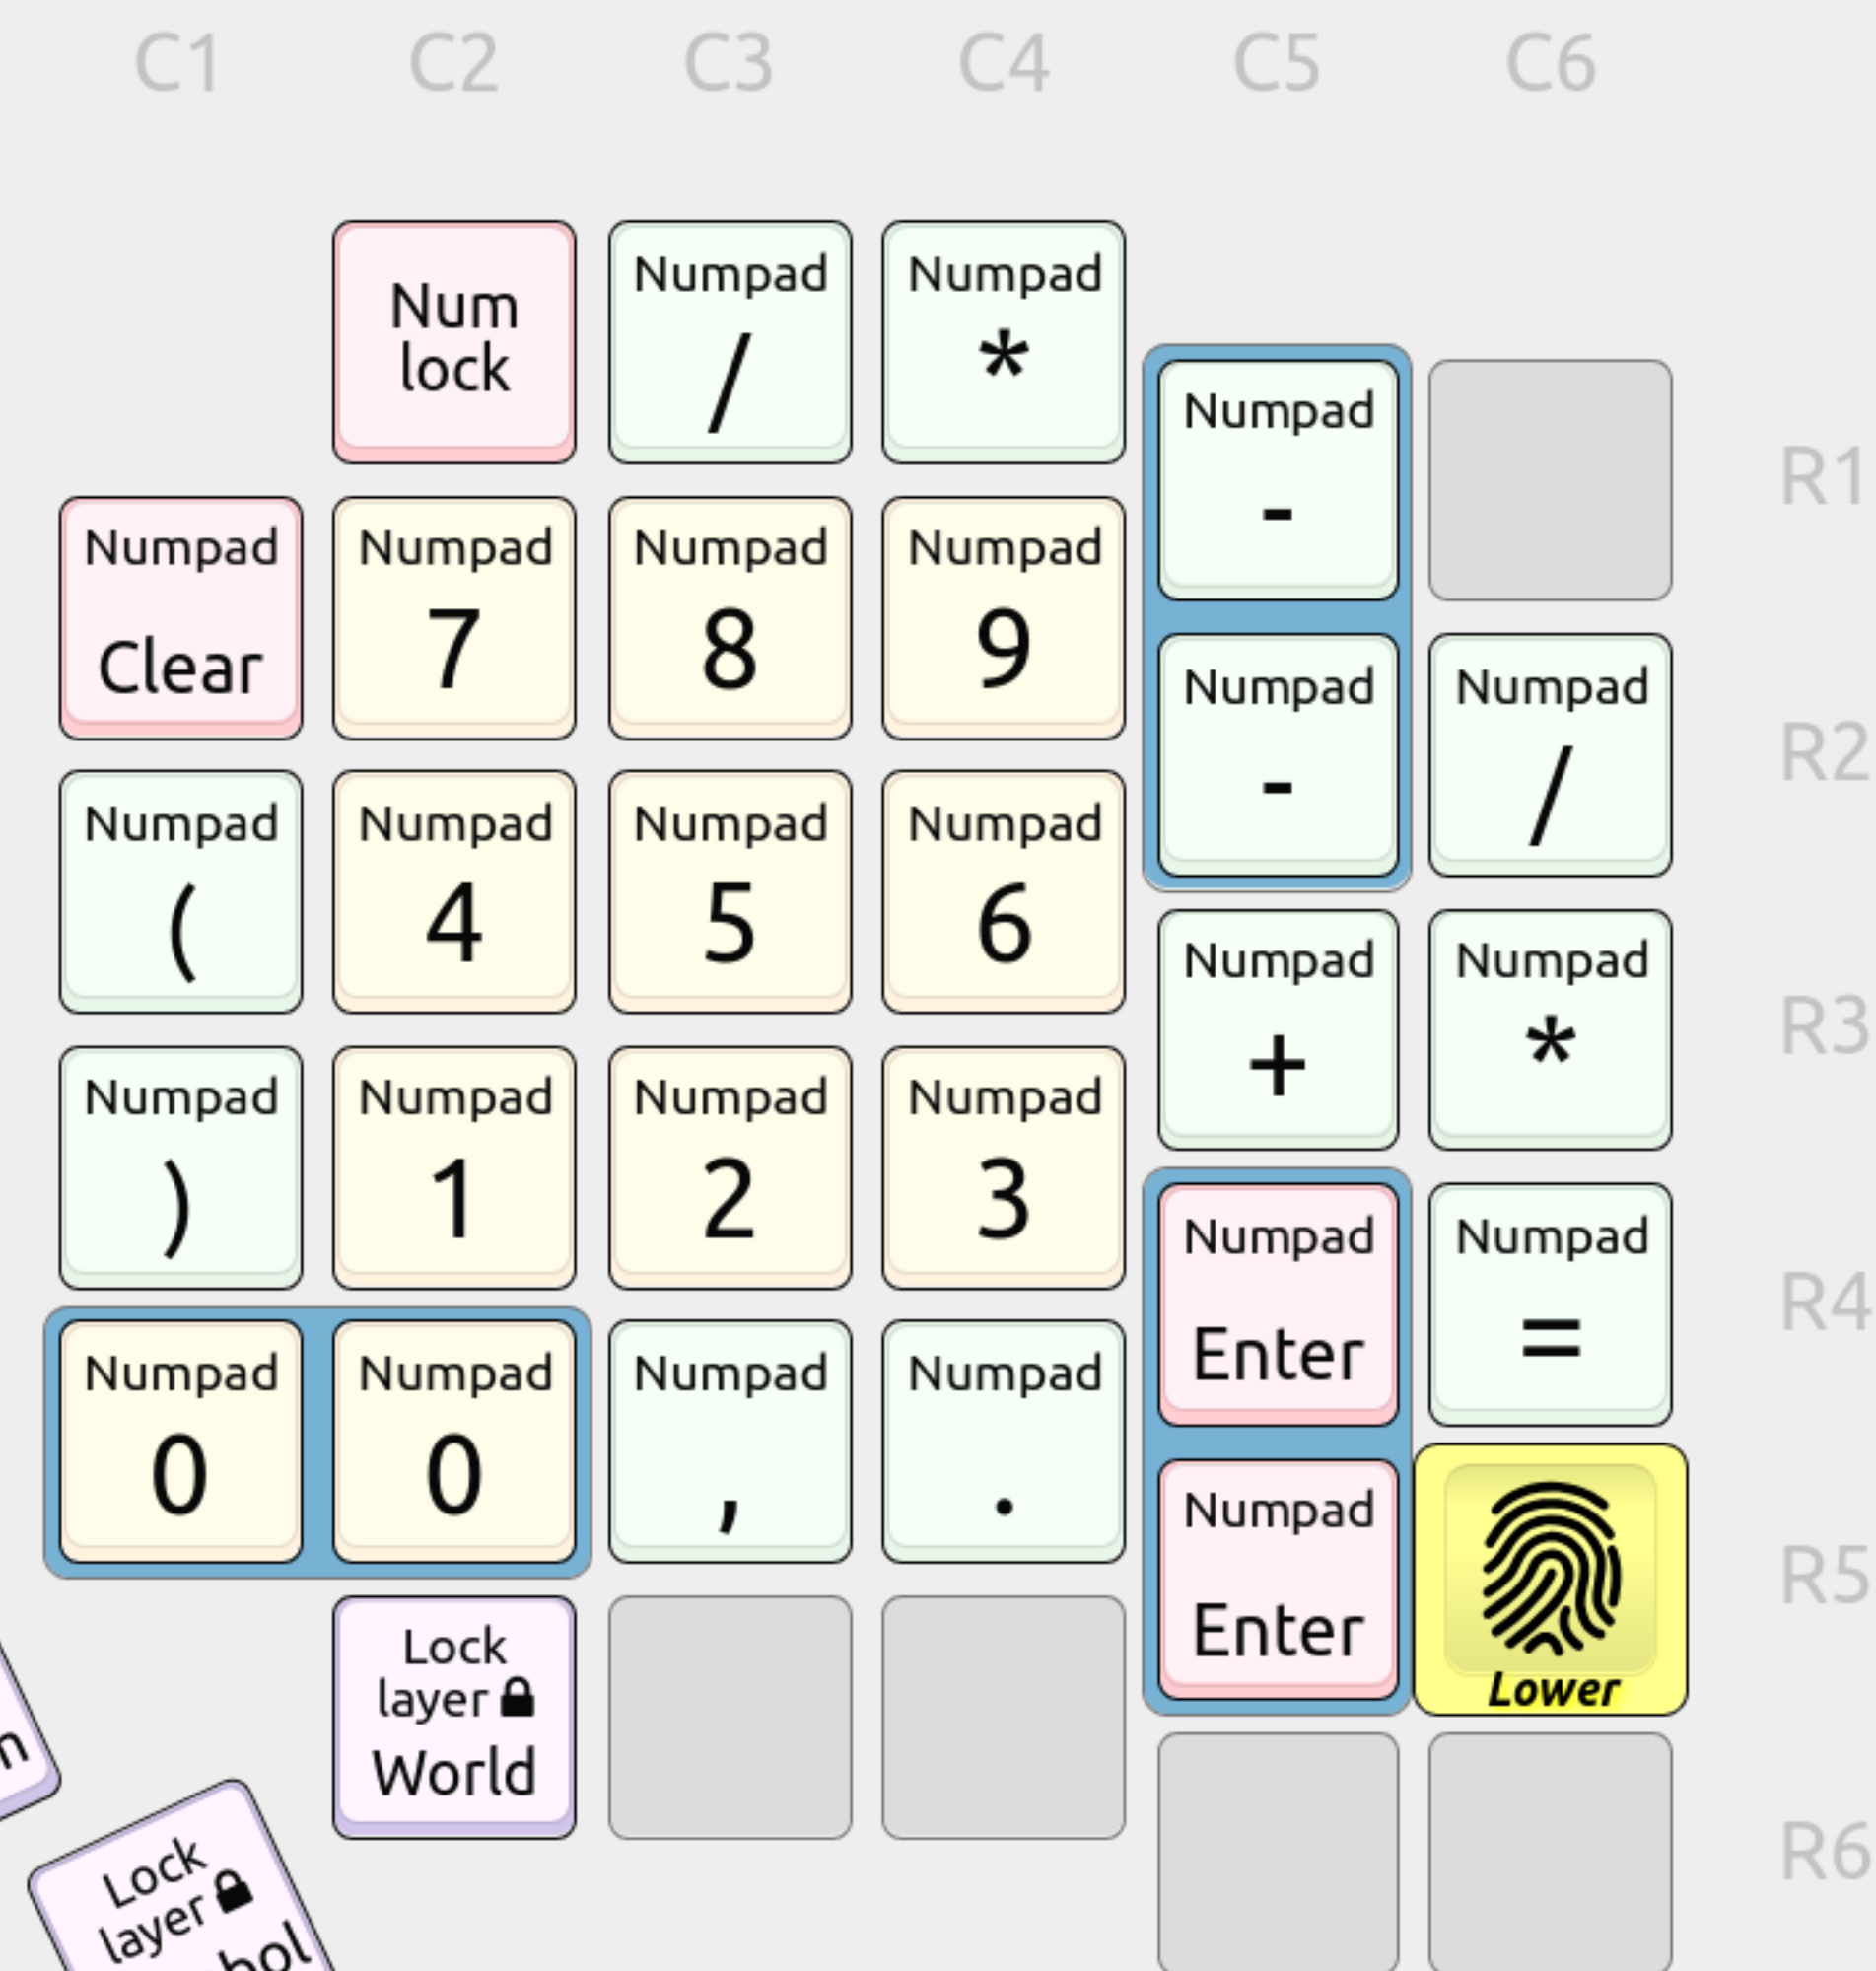 C1 C2 C3 C4 C5 C6
Num
lock
Numpad
/
Numpad
*
Numpad
-
R1
Numpad
Clear
Numpad
7
Numpad
8
Numpad
9
Numpad
-
Numpad
/
R2
Numpad
(
Numpad
4
Numpad
5
Numpad
6
Numpad
+
Numpad
*
R3
Numpad
)
Numpad
1
Numpad
2
Numpad
3
Numpad
Enter
Numpad
=
R4
Numpad
0
Numpad
0
Numpad
,
Numpad
.
Numpad
Enter
Lower
R5
Lock
layer
World
R6
Lock
layer